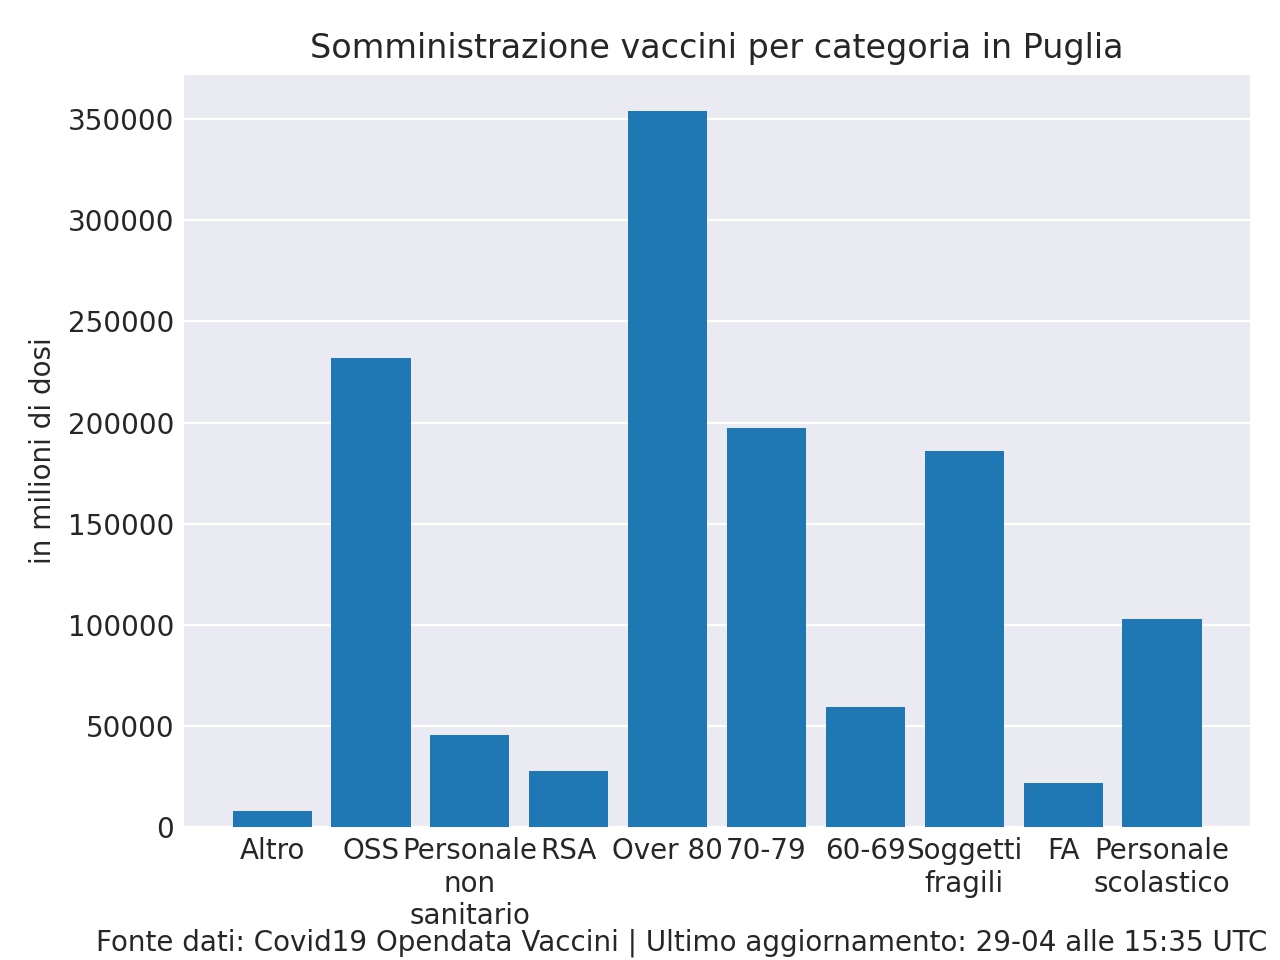 Somministrazione vaccini per categoria in Puglia
in milioni di dosi
350000
300000
250000
200000
150000
100000
50000
0
Altro
OSS
Personale
non
sanitario
RSA
Over 80
70-79
60-69
Soggetti
fragili
FA
Personale
scolastico
Fonte dati: Covid19 Opendata Vaccini | Ultimo aggiornamento: 29-04 alle 15:35 UTC